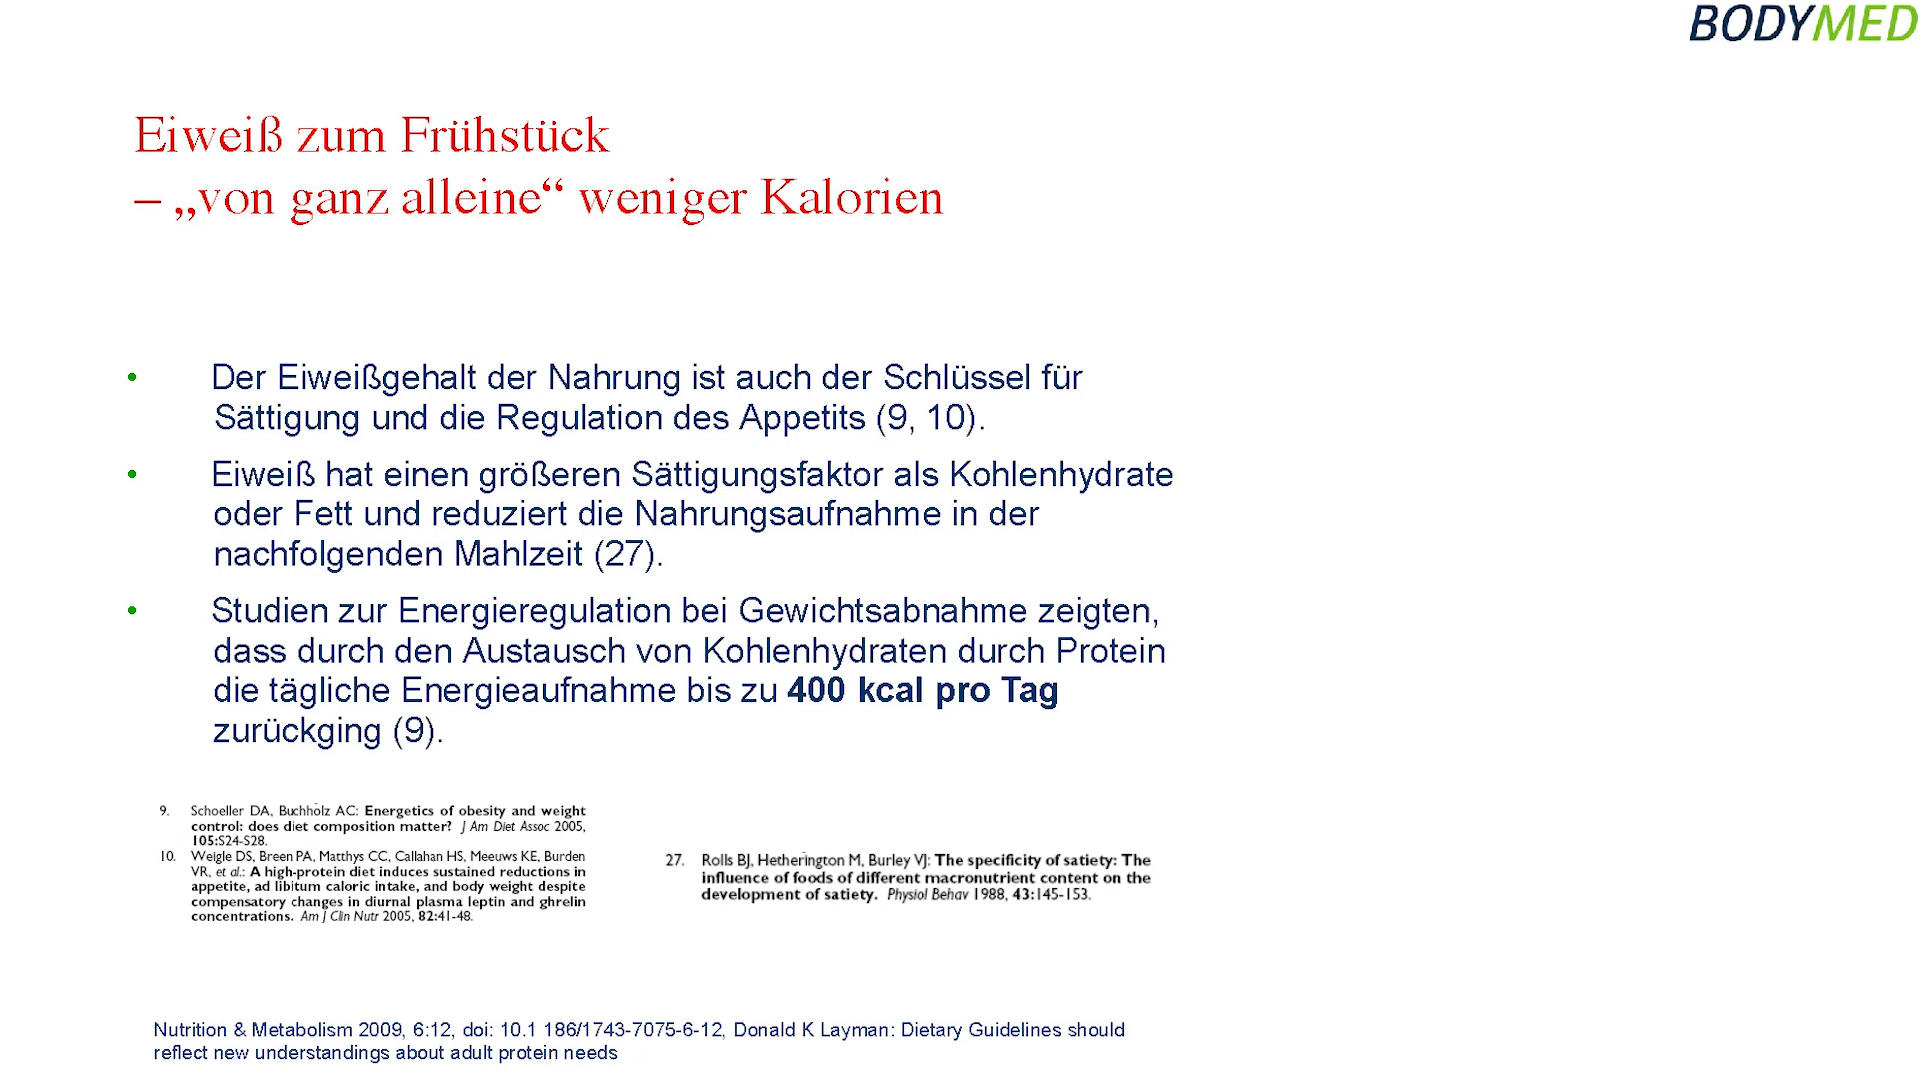 BODYMED
Eiweiß zum Frühstück
– „von ganz alleine“ weniger Kalorien
• Der Eiweißgehalt der Nahrung ist auch der Schlüssel für
Sättigung und die Regulation des Appetits (9, 10).
• Eiweiß hat einen größeren Sättigungsfaktor als Kohlenhydrate
oder Fett und reduziert die Nahrungsaufnahme in der
nachfolgenden Mahlzeit (27).
• Studien zur Energieregulation bei Gewichtsabnahme zeigten,
dass durch den Austausch von Kohlenhydraten durch Protein
die tägliche Energieaufnahme bis zu 400 kcal pro Tag
zurückging (9).
9. Schoeller DA, Buchholz AC: Energetics of obesity and weight
control: does diet composition matter? J Am Diet Assoc 2005,
105:S24-S28.
10. Weigle DS, Breen PA, Matthys CC, Callahan HS, Meeuws KE, Burden
VR, et al.: A high-protein diet induces sustained reductions in
appetite, ad libitum caloric intake, and body weight despite
compensatory changes in diurnal plasma leptin and ghrelin
concentrations. Am J Clin Nutr 2005, 82:41-48.
27. Rolls BJ, Hetherington M, Burley VJ: The specificity of satiety: The
influence of foods of different macronutrient content on the
development of satiety. Physiol Behav 1988, 43:145-153.
Nutrition & Metabolism 2009, 6:12, doi: 10.1 186/1743-7075-6-12, Donald K Layman: Dietary Guidelines should
reflect new understandings about adult protein needs